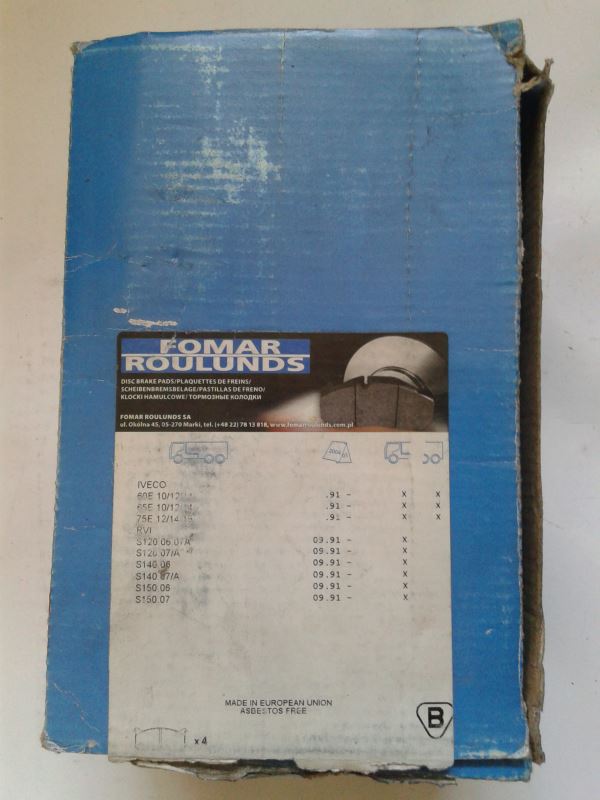 FOMAR
ROULUNDS
DISC BRAKE PADS/PLAQUETTES DE FREINS/
SCHEIBENBREMSBELAGE/PASTILLAS DE FRENO/
KLOCKI HAMULCOWE/ТОРМОЗНЫЕ КОЛОДКИ
FOMAR ROULUNDS SA
ul. Okólna 45, 05-270 Marki, tel. (+48 22) 78 13 818, www.fomarroulunds.com.pl
IVECO
60E 10/12/14 .91 - X X
65E 10/12/14 .91 - X X
75E 12/14 .91 - X X
RVI
S120.06.07A 09.91 - X
S120.07/A 09.91 - X
S140.06 09.91 - X
S140.07/A 09.91 - X
S150.06 09.91 - X
S150.07 09.91 - X
MADE IN EUROPEAN UNION
ASBESTOS FREE
B
x 4